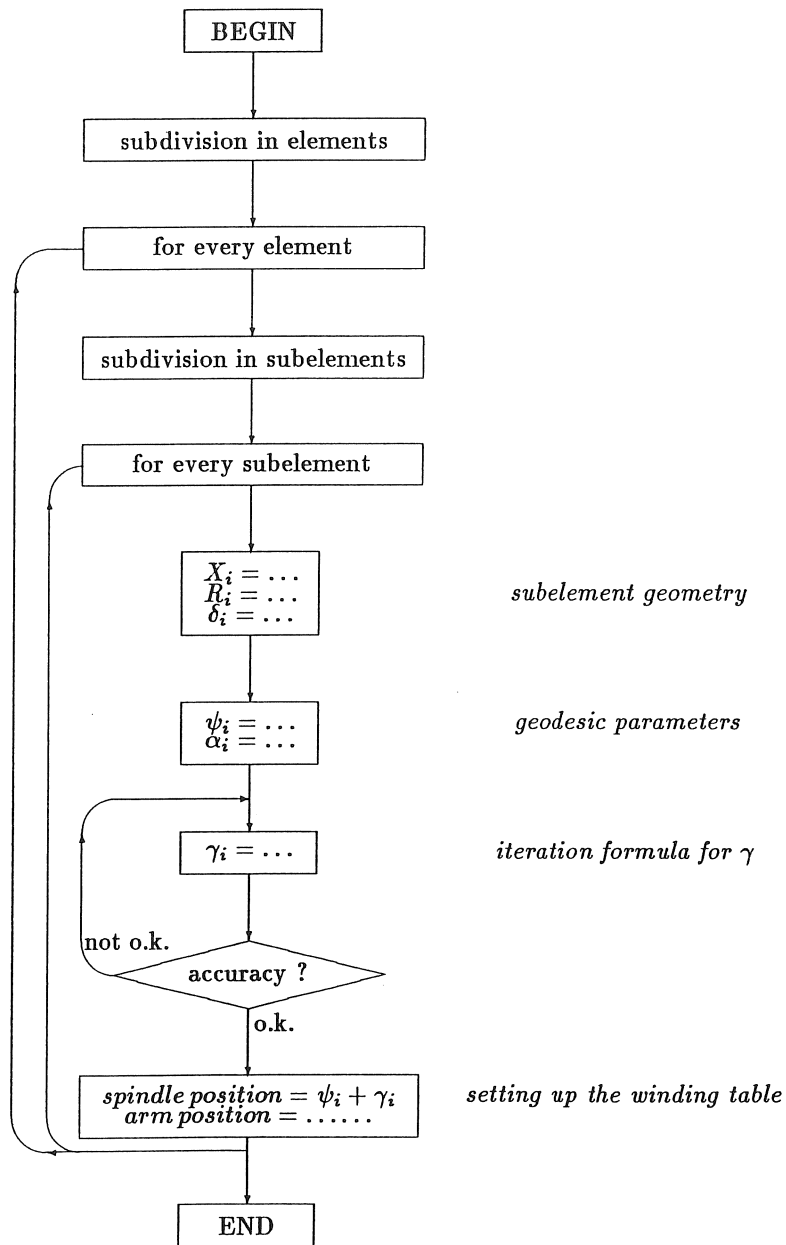 BEGIN
subdivision in elements
for every element
subdivision in subelements
for every subelement
X_i = ...
R_i = ...
δ_i = ...
subelement geometry
ψ_i = ...
α_i = ...
geodesic parameters
γ_i = ...
iteration formula for γ
not o.k.
accuracy ?
o.k.
spindle position = ψ_i + γ_i
arm position = ......
setting up the winding table
END